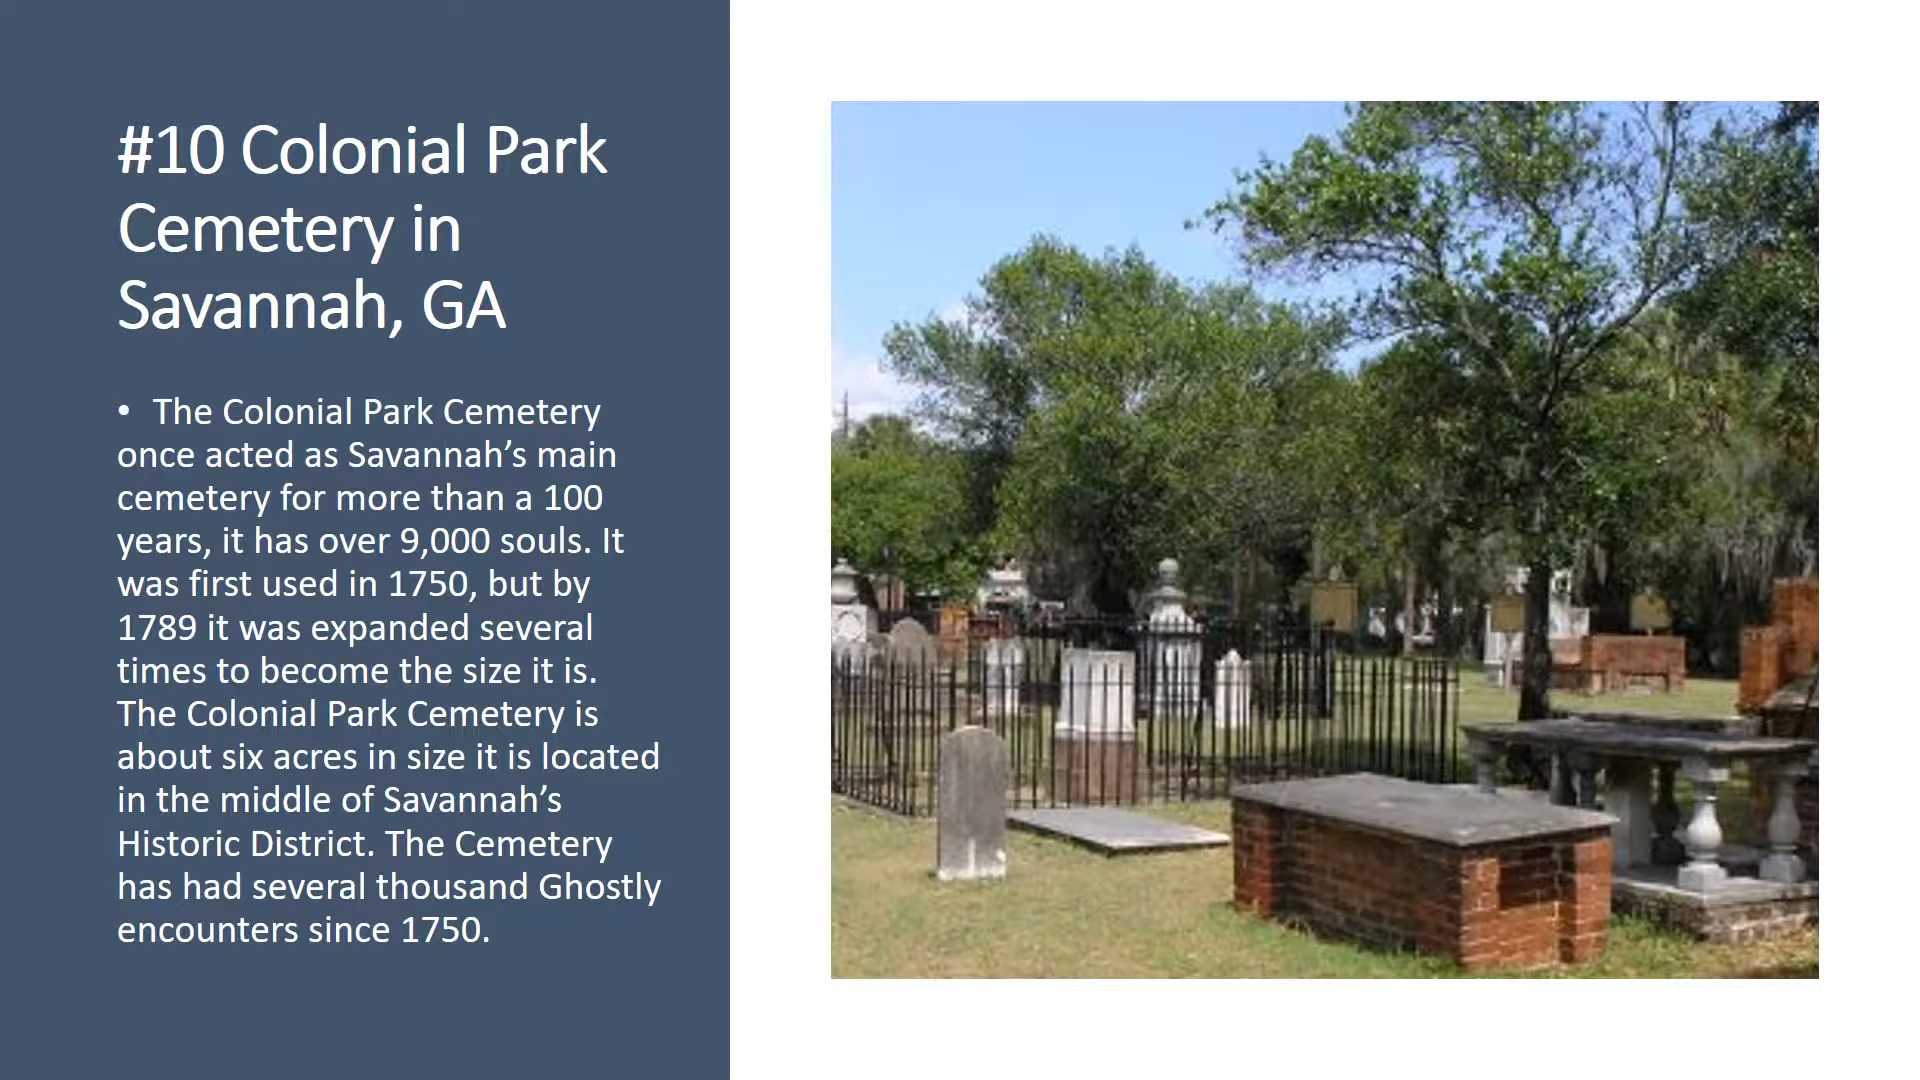 #10 Colonial Park
Cemetery in
Savannah, GA
• The Colonial Park Cemetery
once acted as Savannah’s main
cemetery for more than a 100
years, it has over 9,000 souls. It
was first used in 1750, but by
1789 it was expanded several
times to become the size it is.
The Colonial Park Cemetery is
about six acres in size it is located
in the middle of Savannah’s
Historic District. The Cemetery
has had several thousand Ghostly
encounters since 1750.